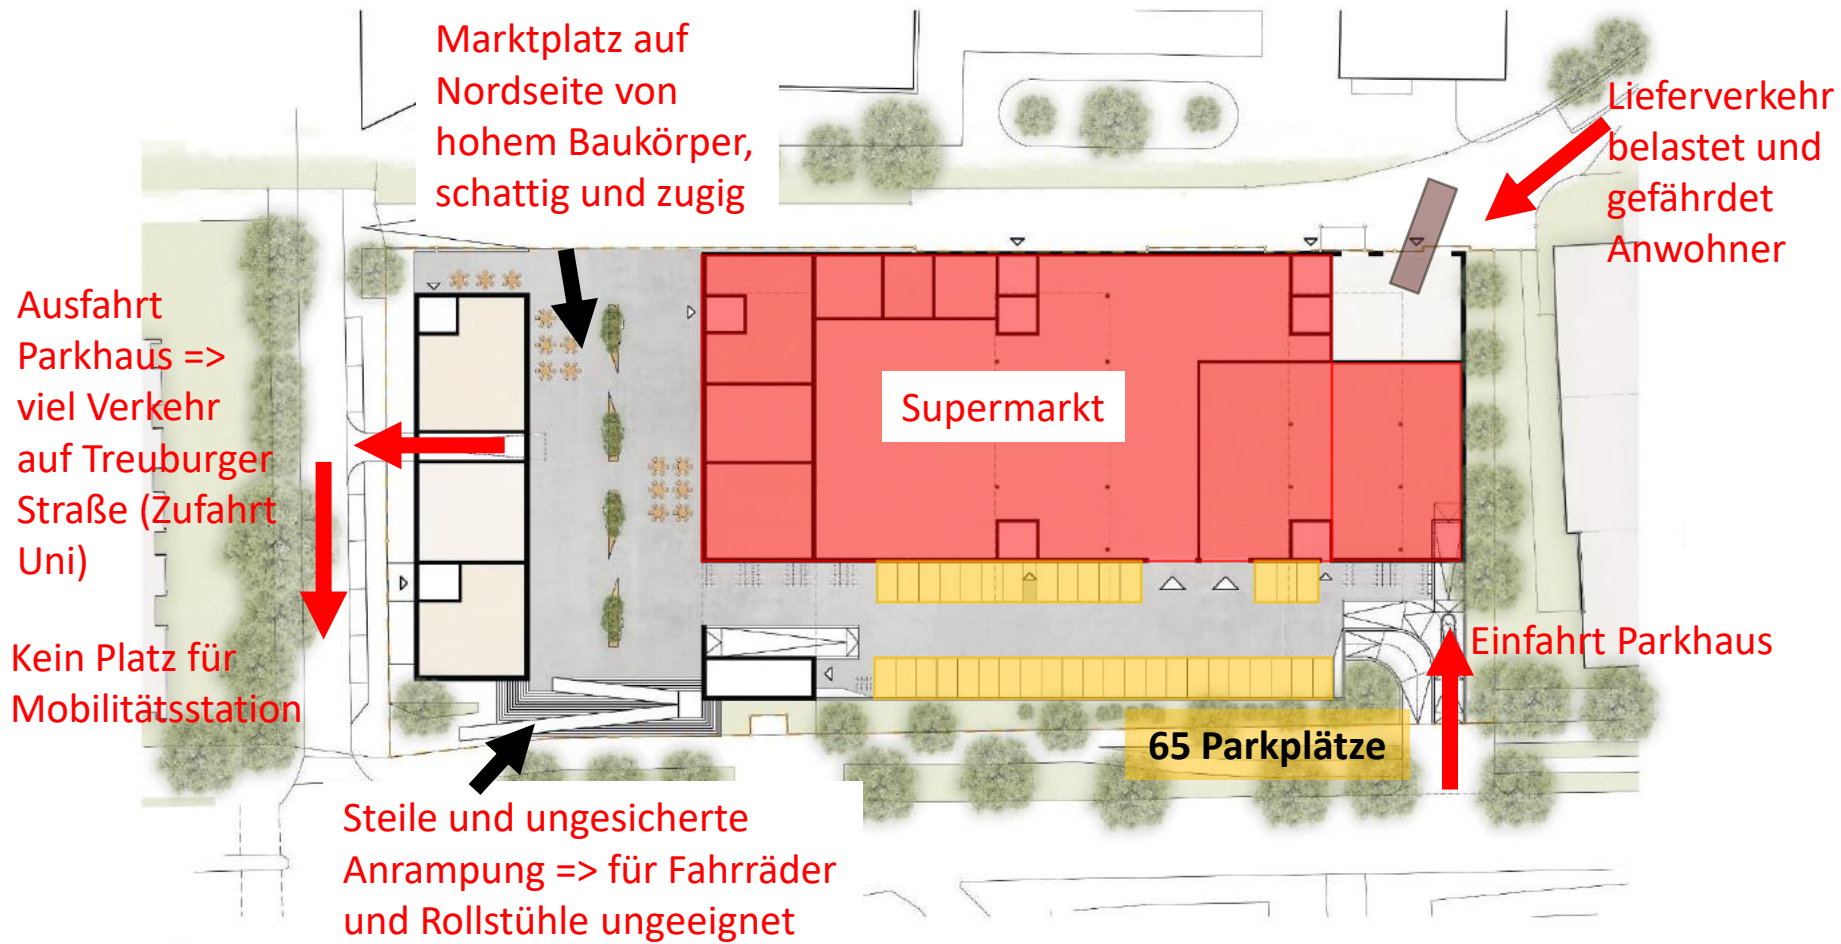 Marktplatz auf
Nordseite von
hohem Baukörper,
schattig und zugig
Lieferverkehr
belastet und
gefährdet
Anwohner
Ausfahrt
Parkhaus =>
viel Verkehr
auf Treuburger
Straße (Zufahrt
Uni)
Supermarkt
Kein Platz für
Mobilitätsstation
Einfahrt Parkhaus
65 Parkplätze
Steile und ungesicherte
Anrampung => für Fahrräder
und Rollstühle ungeeignet